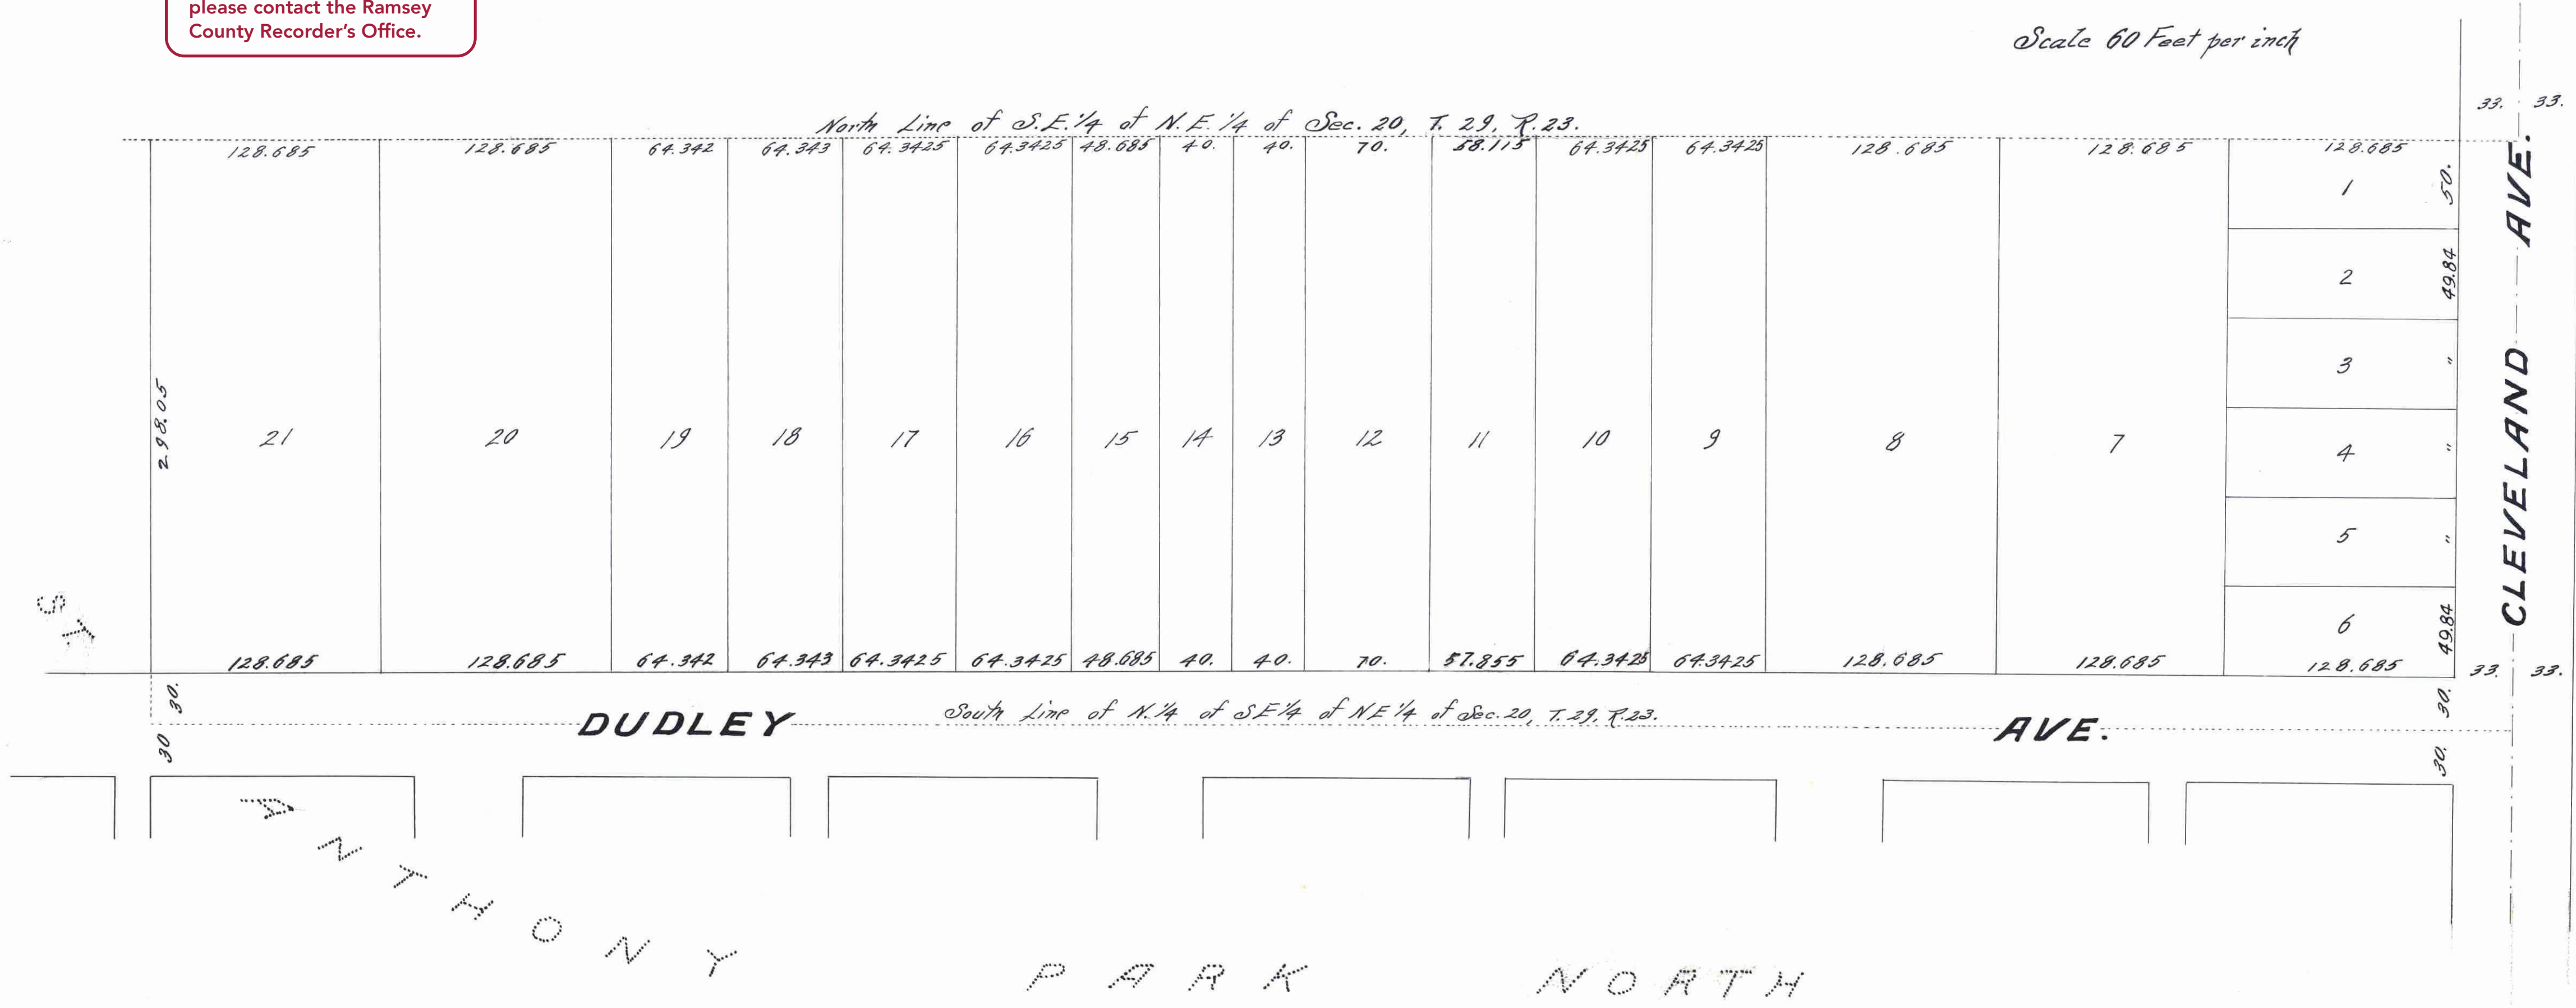 please contact the Ramsey
County Recorder's Office.
Scale 60 Feet per inch
33. 33.
North Line of S.E.1/4 of N.E.1/4 of Sec. 20, T. 29, R.23.
128.685 128.685 64.342 64.343 64.3425 64.3425 48.685 40. 40. 70. 58.115 64.3425 64.3425 128.685 128.685 128.685
1 50.
2 49.84
3 "
4 "
5 "
6 49.84
298.05
21 20 19 18 17 16 15 14 13 12 11 10 9 8 7
CLEVELAND AVE.
128.685 128.685 64.342 64.343 64.3425 64.3425 48.685 40. 40. 70. 57.855 64.3425 64.3425 128.685 128.685 128.685
33. 33.
30. 30.
South Line of N.1/4 of SE1/4 of NE1/4 of Sec. 20, T. 29, R.23.
DUDLEY AVE.
30 30.
ST.
ANTHONY PARK NORTH